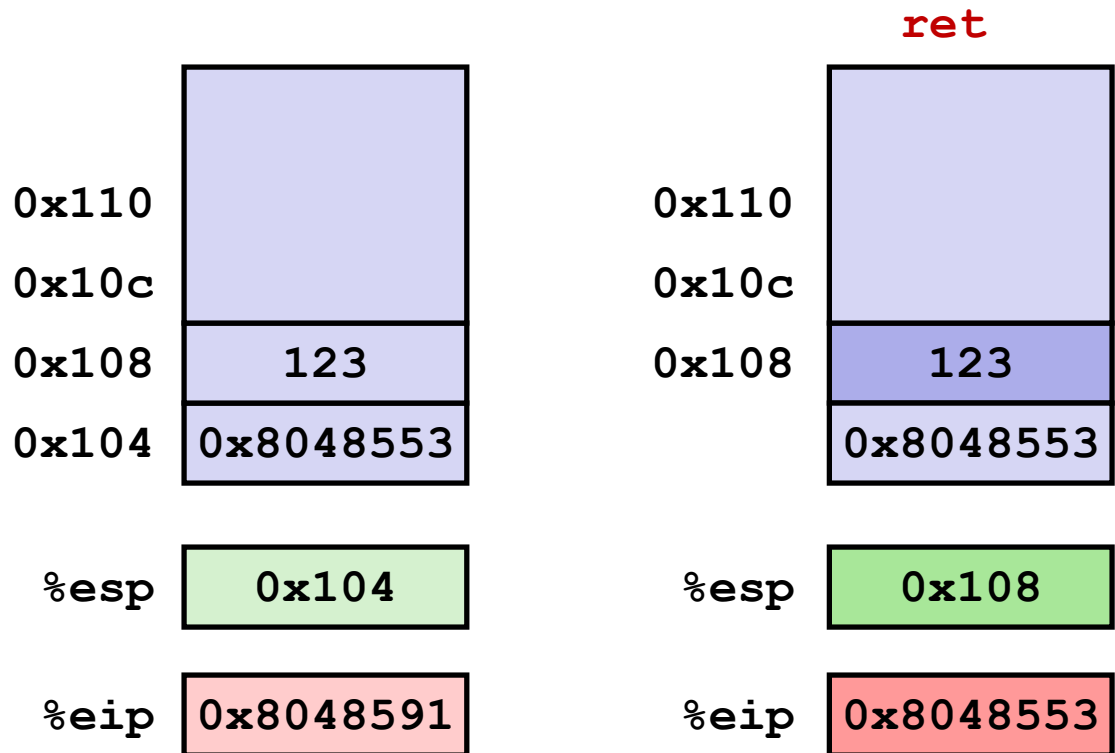 ret
0x110 0x110
0x10c 0x10c
0x108 123 0x108 123
0x104 0x8048553 0x8048553
%esp 0x104 %esp 0x108
%eip 0x8048591 %eip 0x8048553